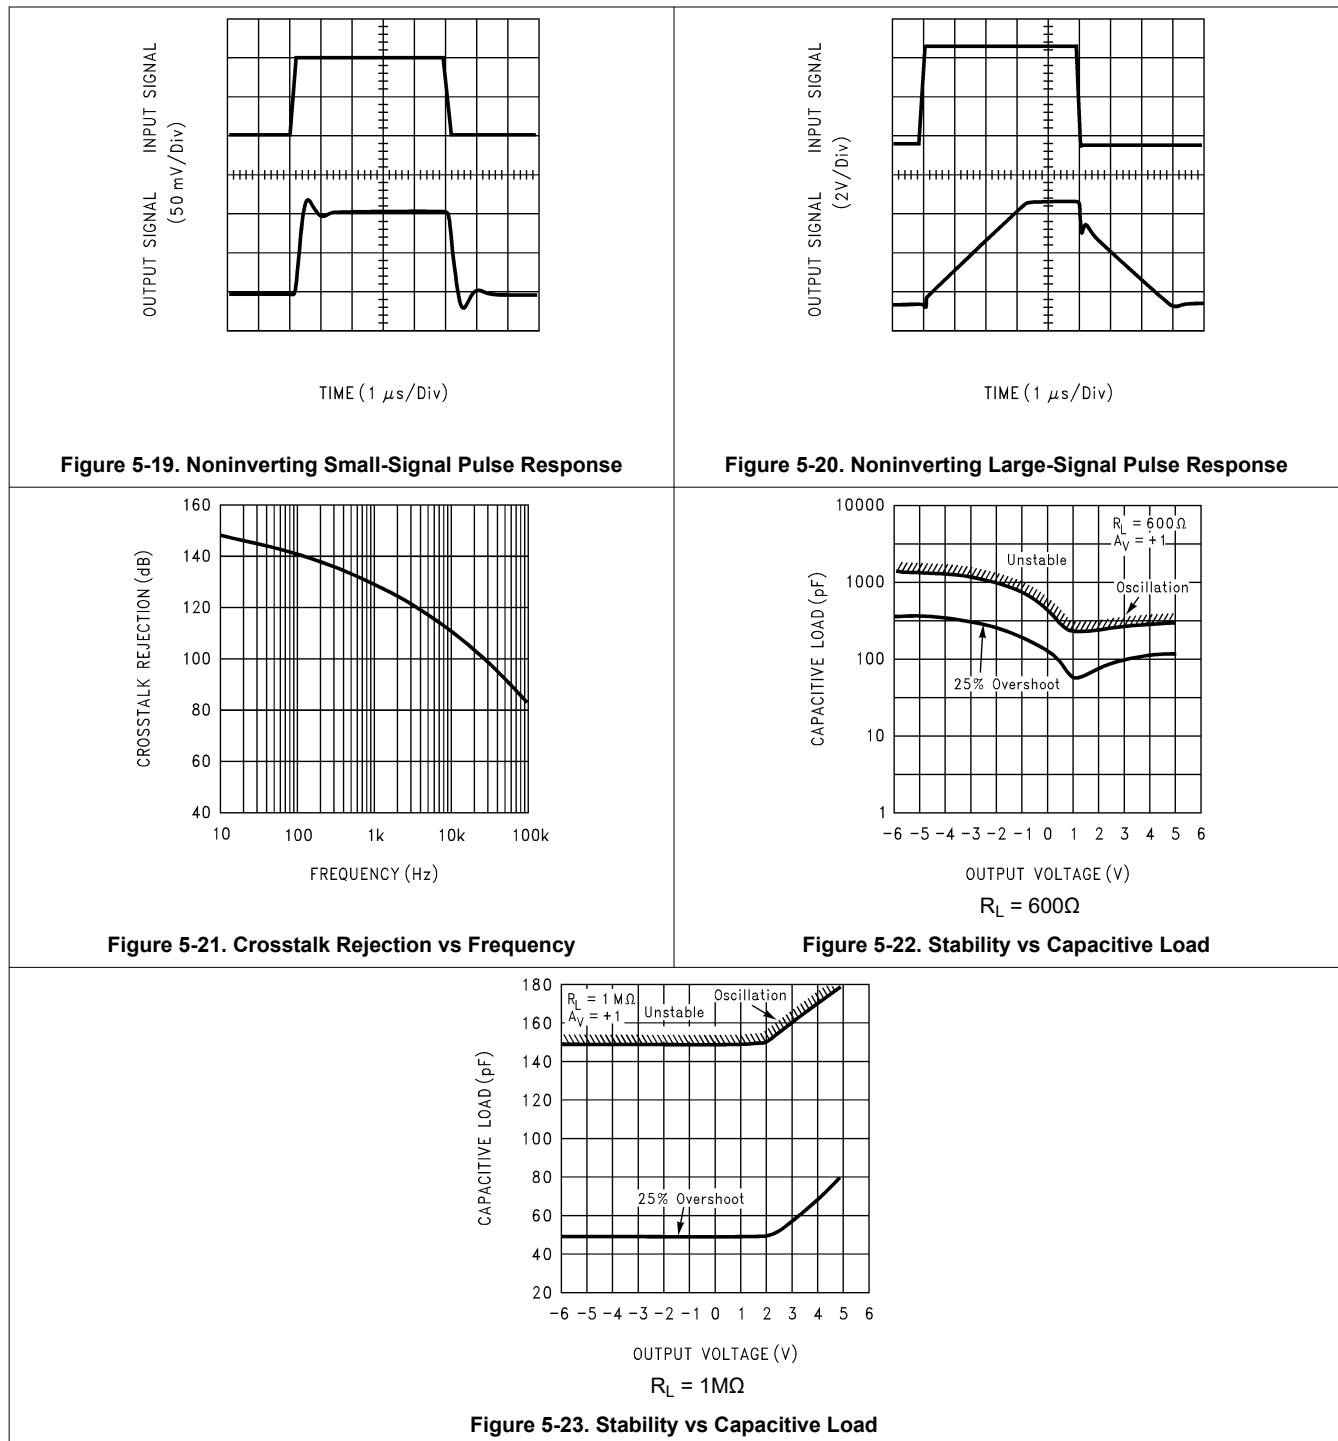 INPUT SIGNAL
OUTPUT SIGNAL
(50 mV/Div)
TIME (1 μs/Div)
Figure 5-19. Noninverting Small-Signal Pulse Response
INPUT SIGNAL
OUTPUT SIGNAL
(2V/Div)
TIME (1 μs/Div)
Figure 5-20. Noninverting Large-Signal Pulse Response
CROSSTALK REJECTION (dB)
160
140
120
100
80
60
40
10 100 1k 10k 100k
FREQUENCY (Hz)
Figure 5-21. Crosstalk Rejection vs Frequency
CAPACITIVE LOAD (pF)
10000
1000
100
10
1
R_L = 600Ω
A_V = +1
Unstable
Oscillation
25% Overshoot
-6 -5 -4 -3 -2 -1 0 1 2 3 4 5 6
OUTPUT VOLTAGE (V)
R_L = 600Ω
Figure 5-22. Stability vs Capacitive Load
CAPACITIVE LOAD (pF)
180
160
140
120
100
80
60
40
20
R_L = 1 MΩ
A_V = +1
Unstable
Oscillation
25% Overshoot
-6 -5 -4 -3 -2 -1 0 1 2 3 4 5 6
OUTPUT VOLTAGE (V)
R_L = 1MΩ
Figure 5-23. Stability vs Capacitive Load